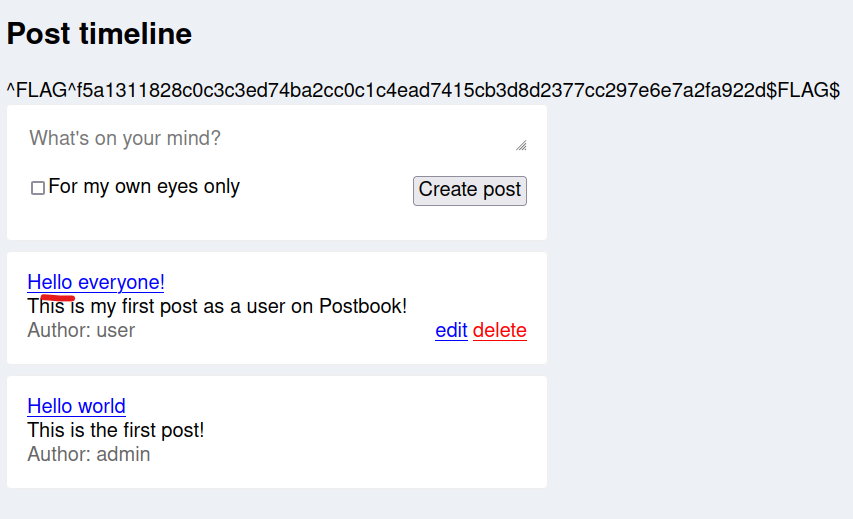 Post timeline
^FLAG^f5a1311828c0c3c3ed74ba2cc0c1c4ead7415cb3d8d2377cc297e6e7a2fa922d$FLAG$
What's on your mind?
For my own eyes only Create post
Hello everyone!
This is my first post as a user on Postbook!
Author: user edit delete
Hello world
This is the first post!
Author: admin